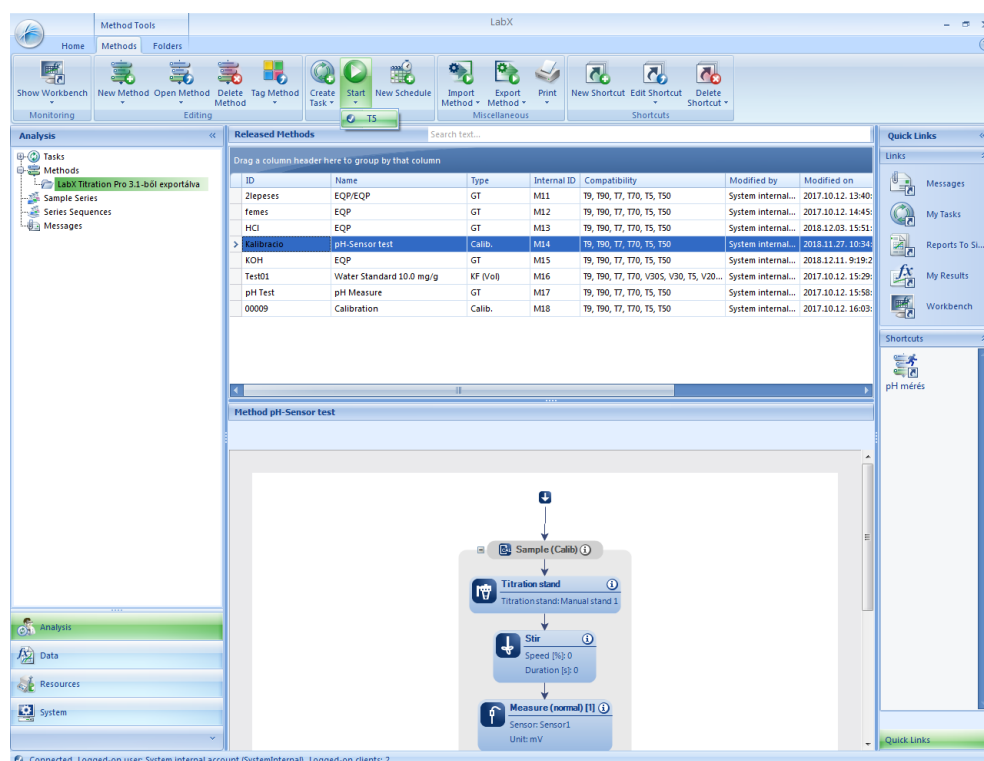 LabX
Method Tools
Home Methods Folders
Show Workbench
New Method
Open Method
Delete Method
Tag Method
Create Task
Start
New Schedule
Import Method
Export Method
Print
New Shortcut
Edit Shortcut
Delete Shortcut
Monitoring
Editing
Miscellaneous
Shortcuts
T5
Analysis
Tasks
Methods
LabX Titration Pro 3.1-ből exportálva
Sample Series
Series Sequences
Messages
Analysis
Data
Resources
System
Released Methods
Search text...
Drag a column header here to group by that column
ID Name Type Internal ID Compatibility Modified by Modified on
2lepeses EQP/EQP GT M11 T9, T90, T7, T70, T5, T50 System internal... 2017.10.12. 13:40:
femes EQP GT M12 T9, T90, T7, T70, T5, T50 System internal... 2017.10.12. 14:45:
HCl EQP GT M13 T9, T90, T7, T70, T5, T50 System internal... 2018.12.03. 15:51:
Kalibracio pH-Sensor test Calib. M14 T9, T90, T7, T70, T5, T50 System internal... 2018.11.27. 10:34:
KOH EQP GT M15 T9, T90, T7, T70, T5, T50 System internal... 2018.12.11. 9:19:2
Test01 Water Standard 10.0 mg/g KF (Vol) M16 T9, T90, T7, T70, V30S, V30, T5, V20... System internal... 2017.10.12. 15:29:
pH Test pH Measure GT M17 T9, T90, T7, T70, T5, T50 System internal... 2017.10.12. 15:58:
00009 Calibration Calib. M18 T9, T90, T7, T70, T5, T50 System internal... 2017.10.12. 16:03:
Method pH-Sensor test
Sample (Calib)
Titration stand
Titration stand: Manual stand 1
Stir
Speed [%]: 0
Duration [s]: 0
Measure (normal) [1]
Sensor: Sensor1
Unit: mV
Quick Links
Links
Messages
My Tasks
Reports To Si...
My Results
Workbench
Shortcuts
pH mérés
Quick Links
Connected Logged-on user: System internal account (SystemInternal) Logged-on clients: 2